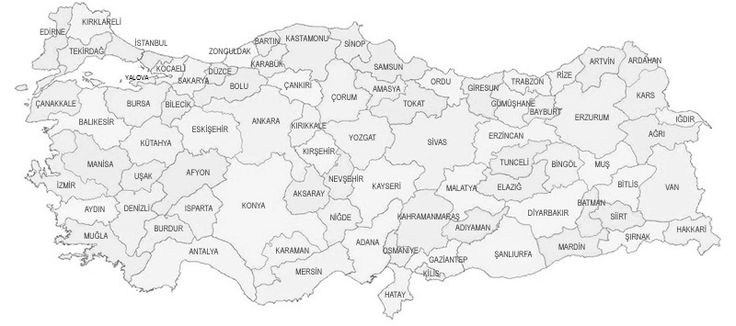 KIRKLARELİ
EDİRNE
TEKİRDAĞ
İSTANBUL
KOCAELİ
YALOVA
SAKARYA
DÜZCE
ZONGULDAK
BARTIN
KARABÜK
KASTAMONU
SİNOP
SAMSUN
BOLU
ÇANKIRI
ÇORUM
AMASYA
TOKAT
ORDU
GİRESUN
TRABZON
GÜMÜŞHANE
BAYBURT
RİZE
ARTVİN
ARDAHAN
KARS
IĞDIR
AĞRI
ERZURUM
ERZİNCAN
ÇANAKKALE
BALIKESİR
BURSA
BİLECİK
KÜTAHYA
ESKİŞEHİR
ANKARA
KIRIKKALE
KIRŞEHİR
YOZGAT
SİVAS
TUNCELİ
BİNGÖL
MUŞ
BİTLİS
VAN
MANİSA
İZMİR
UŞAK
AFYON
AYDIN
DENİZLİ
ISPARTA
MUĞLA
BURDUR
ANTALYA
KONYA
AKSARAY
NEVŞEHİR
NİĞDE
KAYSERİ
KARAMAN
MERSİN
ADANA
OSMANİYE
KAHRAMANMARAŞ
MALATYA
ELAZIĞ
ADIYAMAN
GAZİANTEP
KİLİS
HATAY
ŞANLIURFA
DİYARBAKIR
BATMAN
SİİRT
MARDİN
ŞIRNAK
HAKKARİ